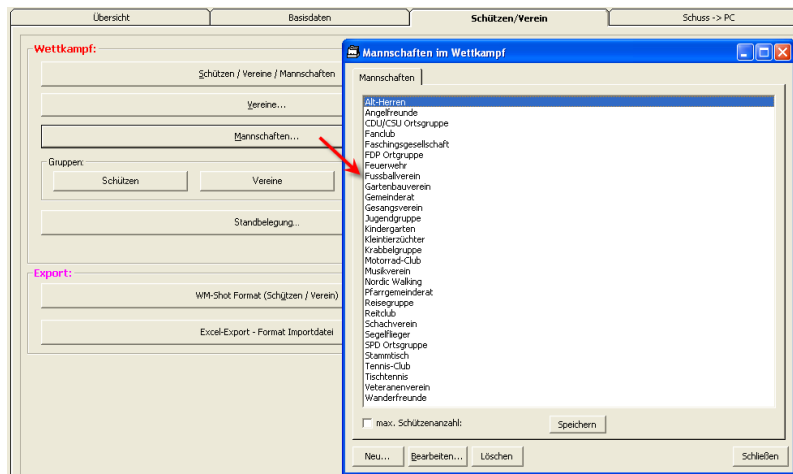 Übersicht
Basisdaten
Schützen/Verein
Schuss -> PC
Wettkampf:
Schützen / Vereine / Mannschaften
Vereine...
Mannschaften...
Gruppen:
Schützen
Vereine
Standbelegung...
Export:
WM-Shot Format (Schützen / Verein)
Excel-Export - Format Importdatei
Mannschaften im Wettkampf
Mannschaften
Alt-Herren
Angelfreunde
CDU/CSU Ortsgruppe
Fanclub
Faschingsgesellschaft
FDP Ortgruppe
Feuerwehr
Fussballverein
Gartenbauverein
Gemeinderat
Gesangsverein
Jugendgruppe
Kindergarten
Kleintierzüchter
Krabbelgruppe
Motorrad-Club
Musikverein
Nordic Walking
Pfarrgemeinderat
Reisegruppe
Reitclub
Schachverein
Segelflieger
SPD Ortsgruppe
Stammtisch
Tennis-Club
Tischtennis
Veteranenverein
Wanderfreunde
max. Schützenanzahl:
Speichern
Neu...
Bearbeiten...
Löschen
Schließen